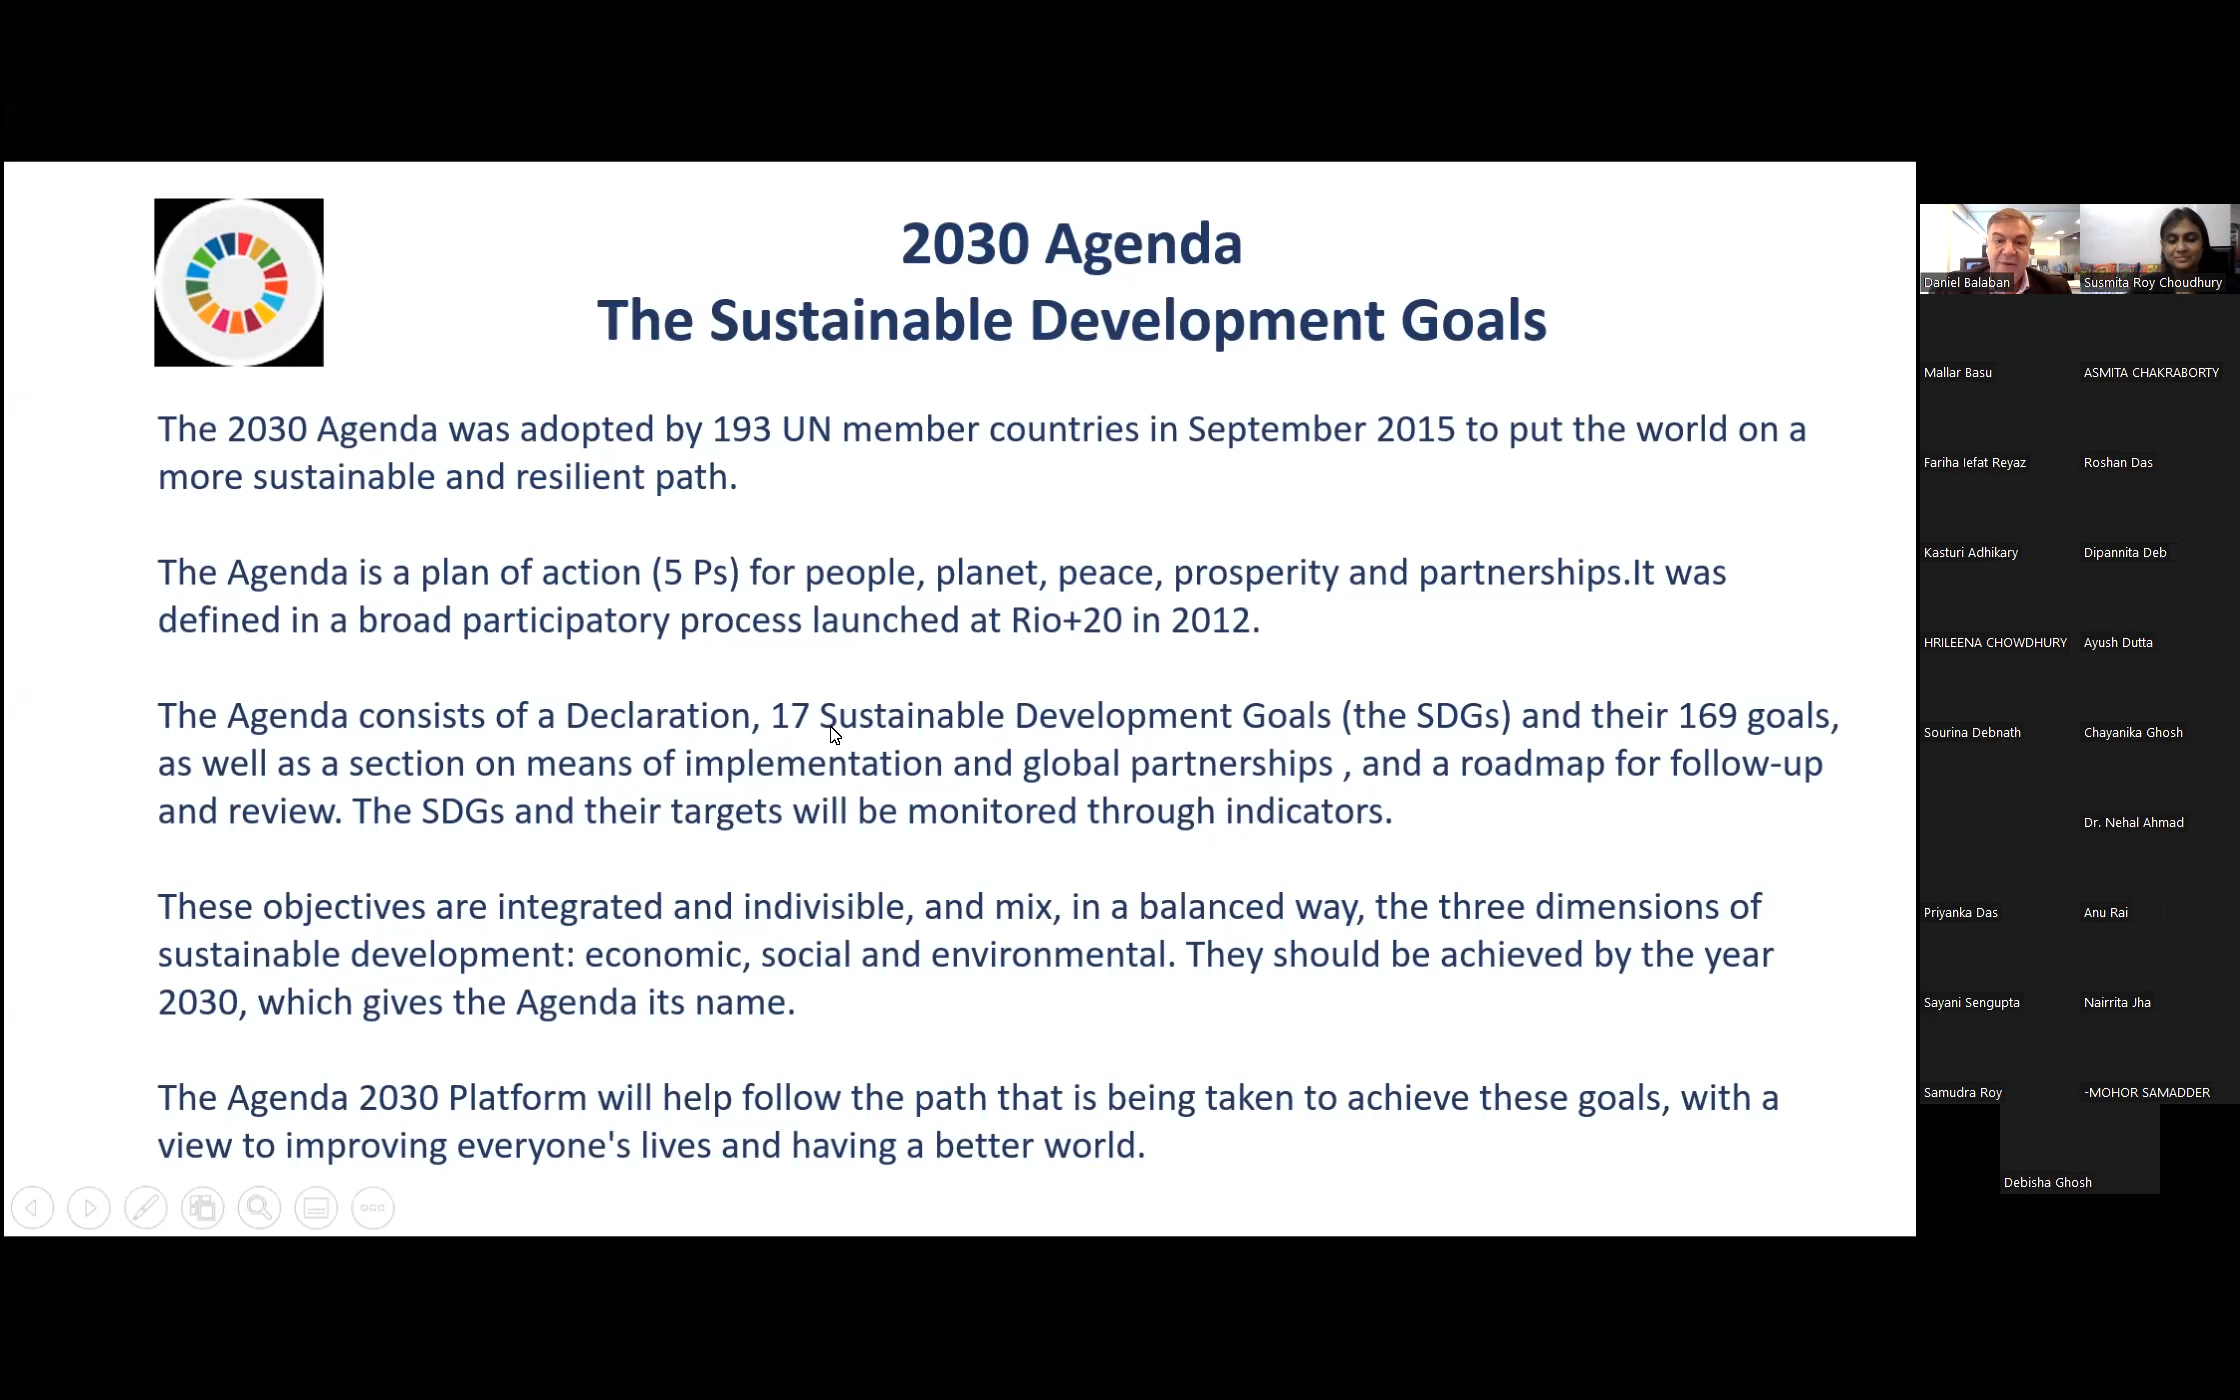 2030 Agenda
The Sustainable Development Goals
The 2030 Agenda was adopted by 193 UN member countries in September 2015 to put the world on a
more sustainable and resilient path.
The Agenda is a plan of action (5 Ps) for people, planet, peace, prosperity and partnerships.It was
defined in a broad participatory process launched at Rio+20 in 2012.
The Agenda consists of a Declaration, 17 Sustainable Development Goals (the SDGs) and their 169 goals,
as well as a section on means of implementation and global partnerships , and a roadmap for follow-up
and review. The SDGs and their targets will be monitored through indicators.
These objectives are integrated and indivisible, and mix, in a balanced way, the three dimensions of
sustainable development: economic, social and environmental. They should be achieved by the year
2030, which gives the Agenda its name.
The Agenda 2030 Platform will help follow the path that is being taken to achieve these goals, with a
view to improving everyone's lives and having a better world.
Daniel Balaban
Susmita Roy Choudhury
Mallar Basu
ASMITA CHAKRABORTY
Fariha Iefat Reyaz
Roshan Das
Kasturi Adhikary
Dipannita Deb
HRILEENA CHOWDHURY
Ayush Dutta
Sourina Debnath
Chayanika Ghosh
Dr. Nehal Ahmad
Priyanka Das
Anu Rai
Sayani Sengupta
Nairrita Jha
Samudra Roy
-MOHOR SAMADDER
Debisha Ghosh